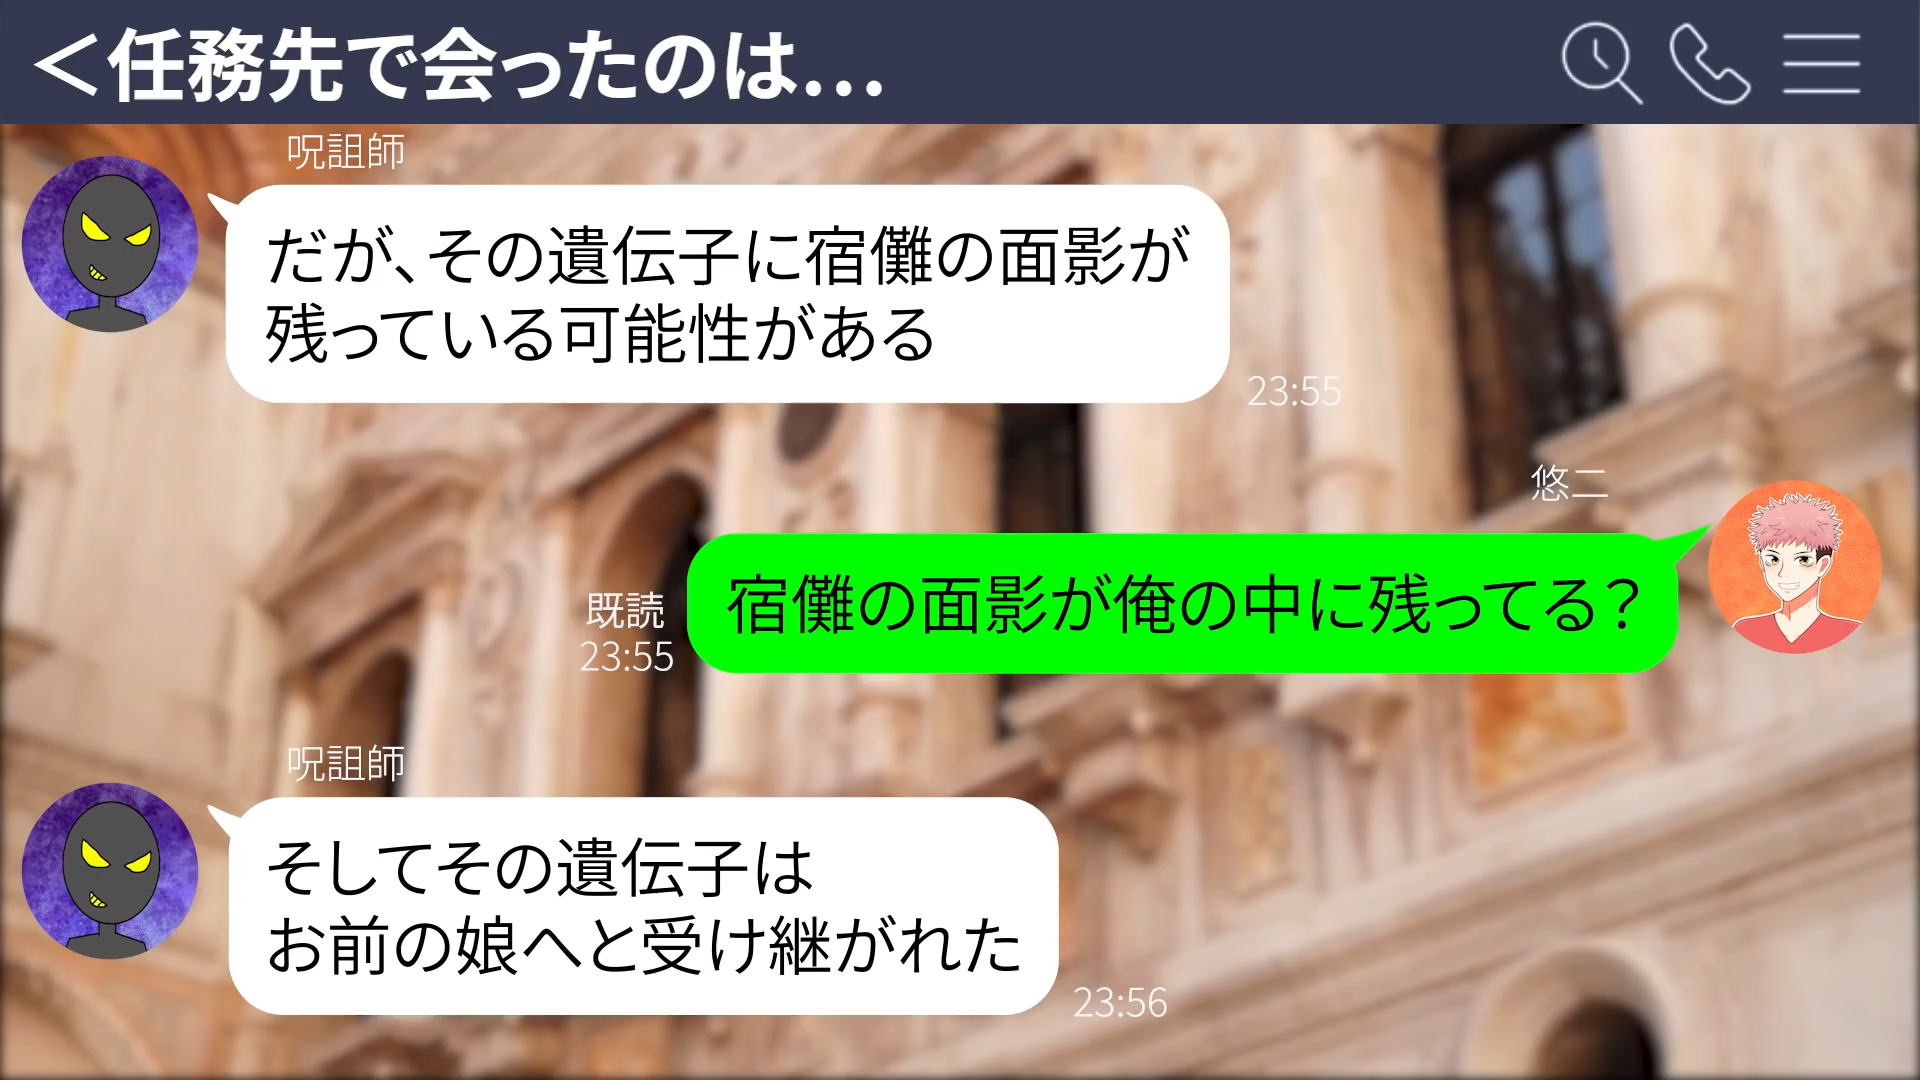 ＜任務先で会ったのは…
呪詛師
だが、その遺伝子に宿儺の面影が
残っている可能性がある
23:55
悠二
宿儺の面影が俺の中に残ってる？
既読
23:55
呪詛師
そしてその遺伝子は
お前の娘へと受け継がれた
23:56